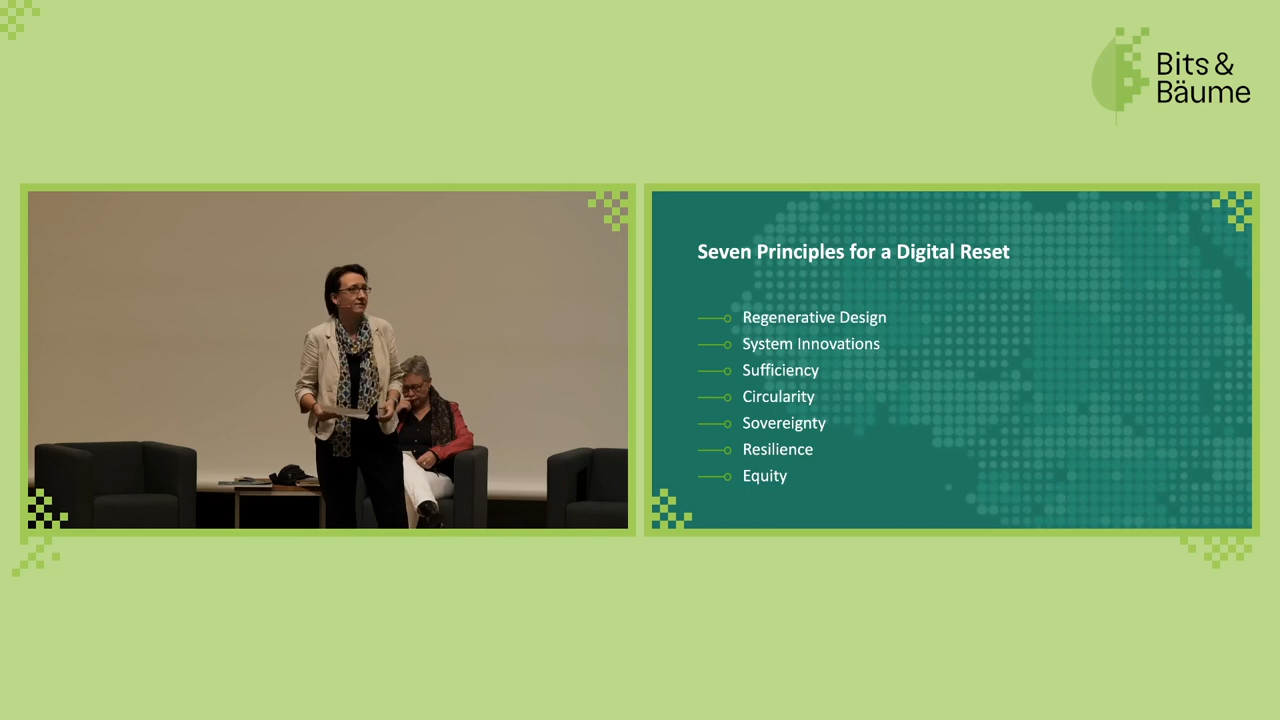 Bits &
Bäume
Seven Principles for a Digital Reset
Regenerative Design
System Innovations
Sufficiency
Circularity
Sovereignty
Resilience
Equity